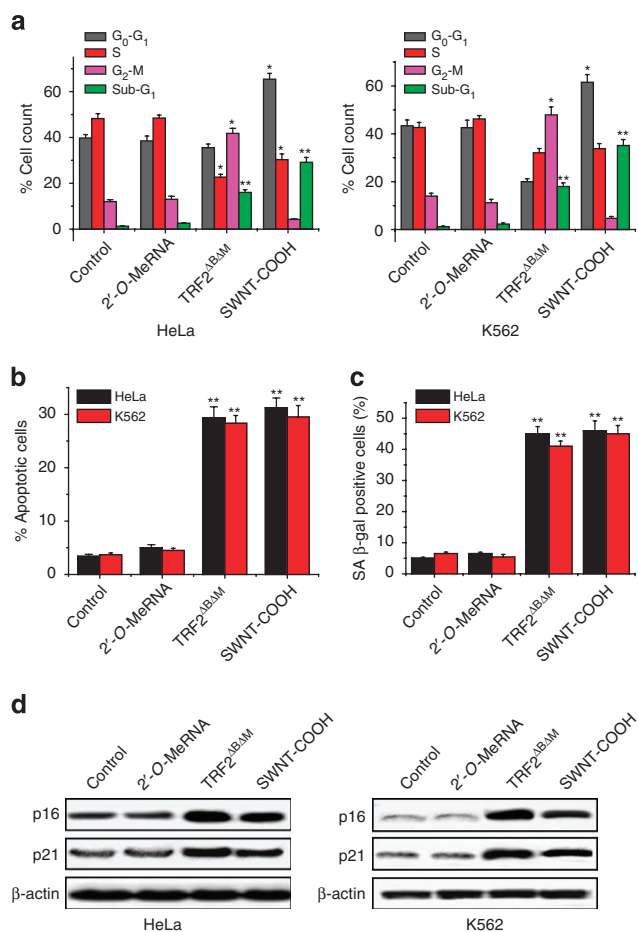 a
G0-G1
S
G2-M
Sub-G1
% Cell count
60
40
20
0
*
*
*
*
**
**
Control
2′-O-MeRNA
TRF2ΔBΔM
SWNT-COOH
HeLa
G0-G1
S
G2-M
Sub-G1
% Cell count
60
40
20
0
*
*
**
**
Control
2′-O-MeRNA
TRF2ΔBΔM
SWNT-COOH
K562
b
HeLa
K562
% Apoptotic cells
30
15
0
** ** ** **
Control
2′-O-MeRNA
TRF2ΔBΔM
SWNT-COOH
c
HeLa
K562
SA β-gal positive cells (%)
50
40
30
20
10
0
** ** ** **
Control
2′-O-MeRNA
TRF2ΔBΔM
SWNT-COOH
d
Control
2′-O-MeRNA
TRF2ΔBΔM
SWNT-COOH
p16
p21
β-actin
HeLa
Control
2′-O-MeRNA
TRF2ΔBΔM
SWNT-COOH
p16
p21
β-actin
K562